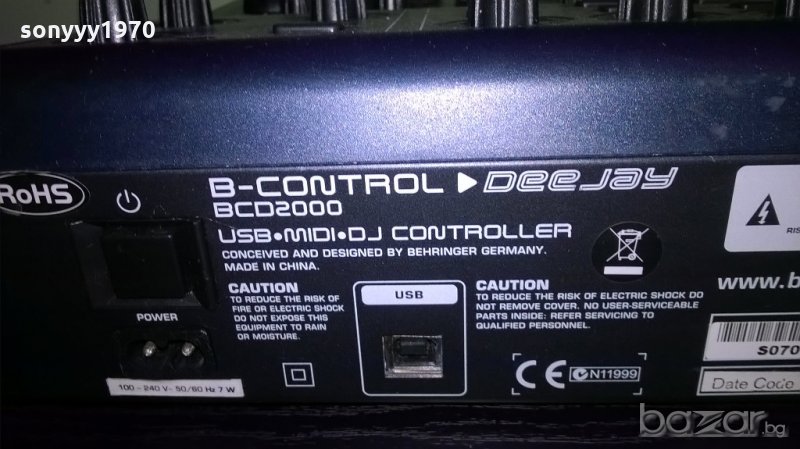 sonyyy1970
RoHS
B-CONTROL DEEJAY
BCD2000
USB•MIDI•DJ CONTROLLER
CONCEIVED AND DESIGNED BY BEHRINGER GERMANY.
MADE IN CHINA.
POWER
100 - 240 V~ 50/60 Hz 7 W
CAUTION
TO REDUCE THE RISK OF
FIRE OR ELECTRIC SHOCK
DO NOT EXPOSE THIS
EQUIPMENT TO RAIN
OR MOISTURE.
USB
CAUTION
TO REDUCE THE RISK OF ELECTRIC SHOCK DO
NOT REMOVE COVER. NO USER-SERVICEABLE
PARTS INSIDE: REFER SERVICING TO
QUALIFIED PERSONNEL.
CE N11999
RIS
www.b
S070
Date Code
bazar.bg